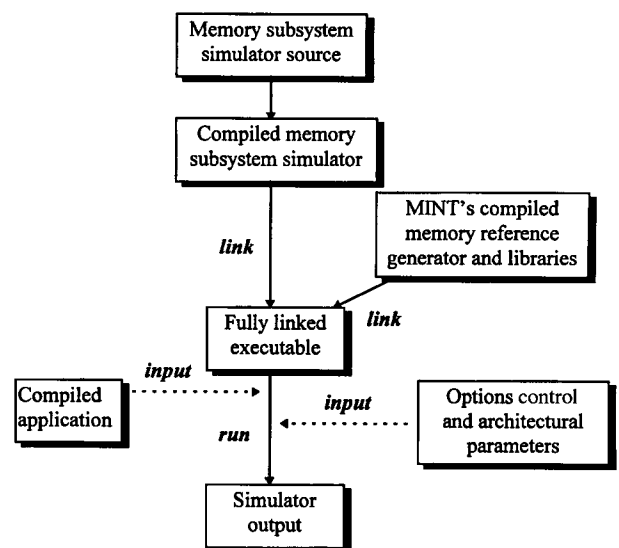 Memory subsystem
simulator source
Compiled memory
subsystem simulator
MINT's compiled
memory reference
generator and libraries
link
link
Fully linked
executable
input
Compiled
application
input
Options control
and architectural
parameters
run
Simulator
output